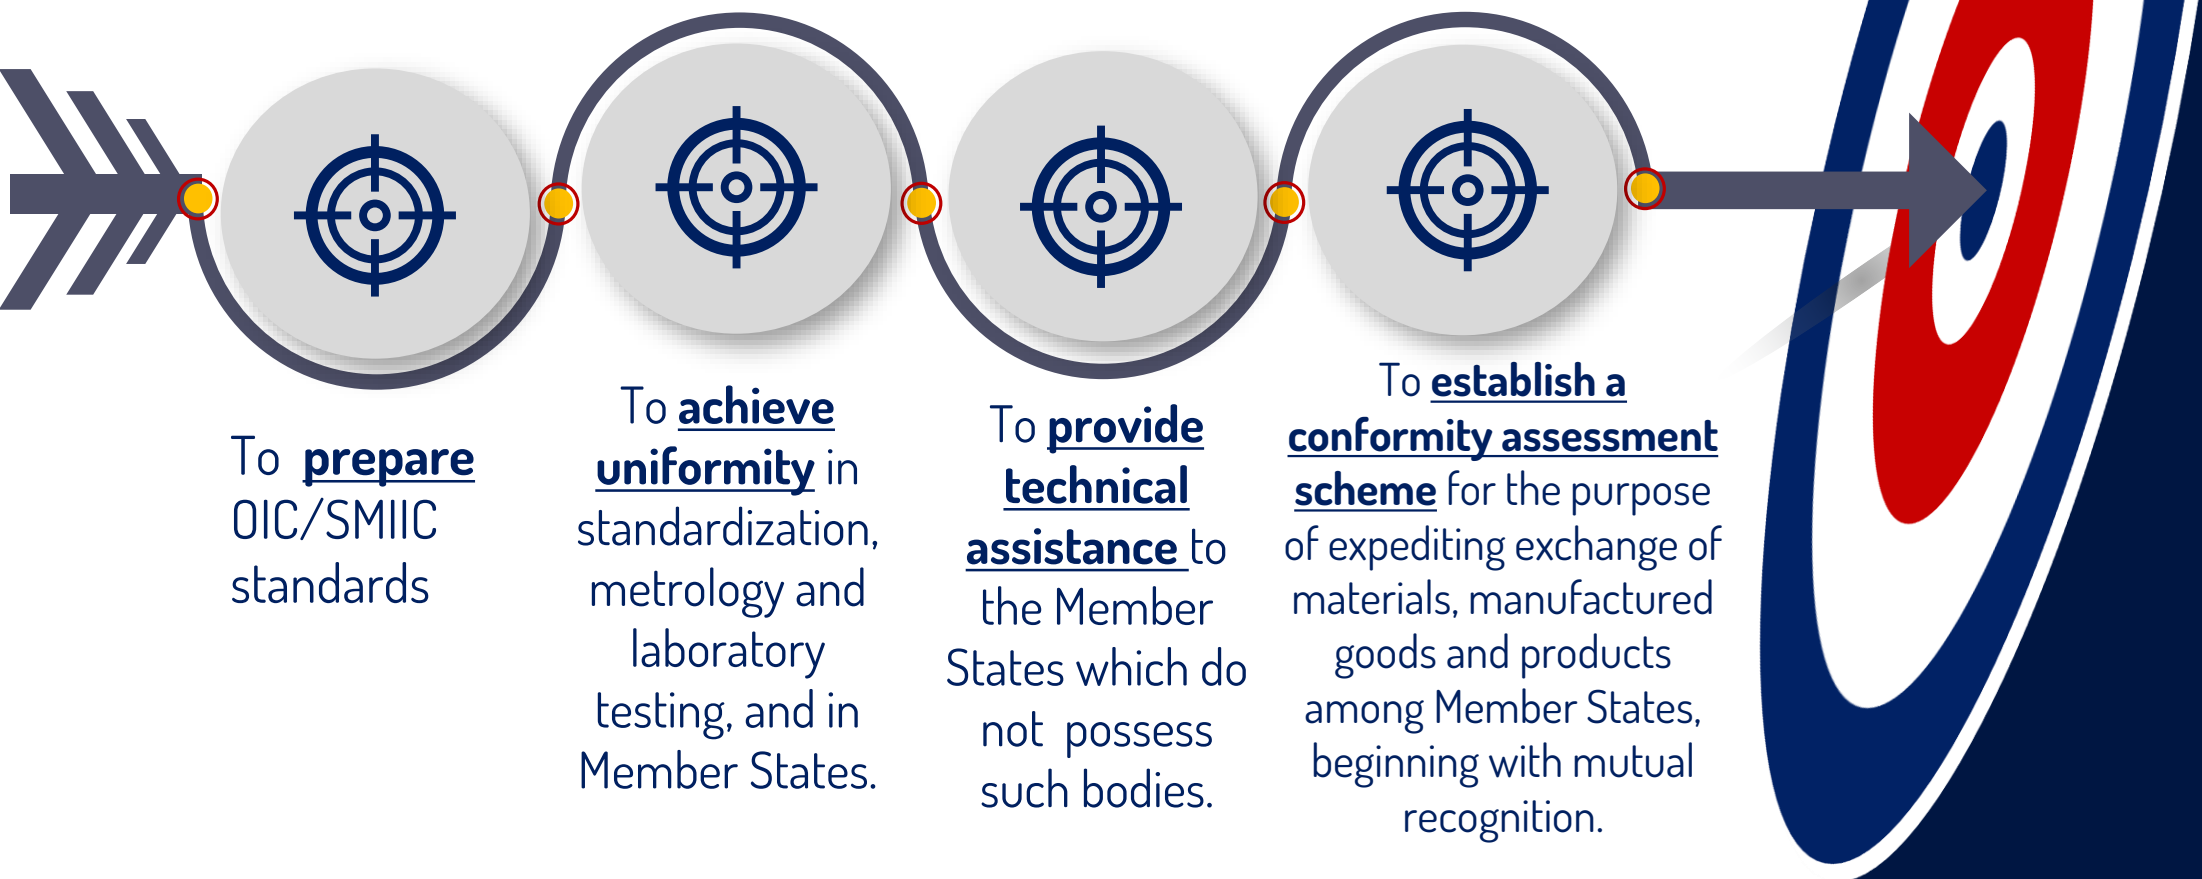 To prepare
OIC/SMIIC
standards
To achieve
uniformity in
standardization,
metrology and
laboratory
testing, and in
Member States.
To provide
technical
assistance to
the Member
States which do
not possess
such bodies.
To establish a
conformity assessment
scheme for the purpose
of expediting exchange of
materials, manufactured
goods and products
among Member States,
beginning with mutual
recognition.